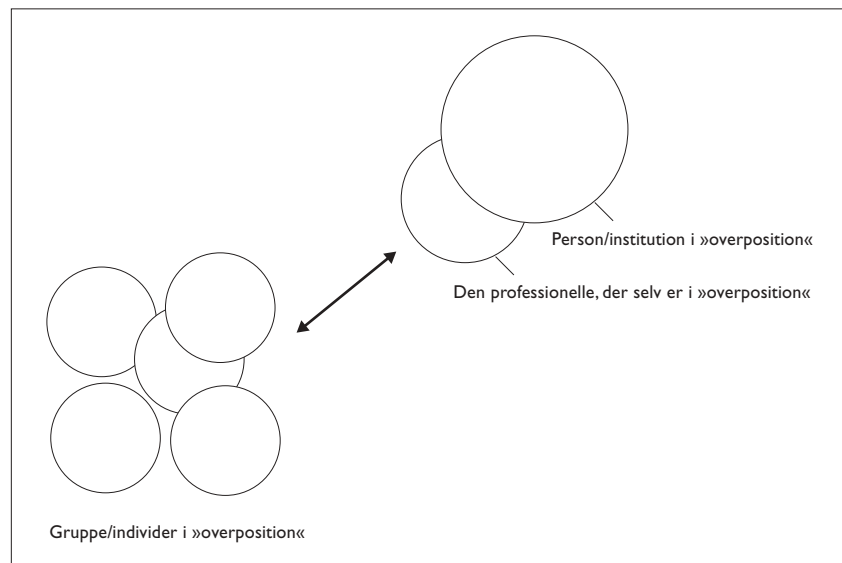 Person/institution i »overposition«
Den professionelle, der selv er i »overposition«
Gruppe/individer i »overposition«